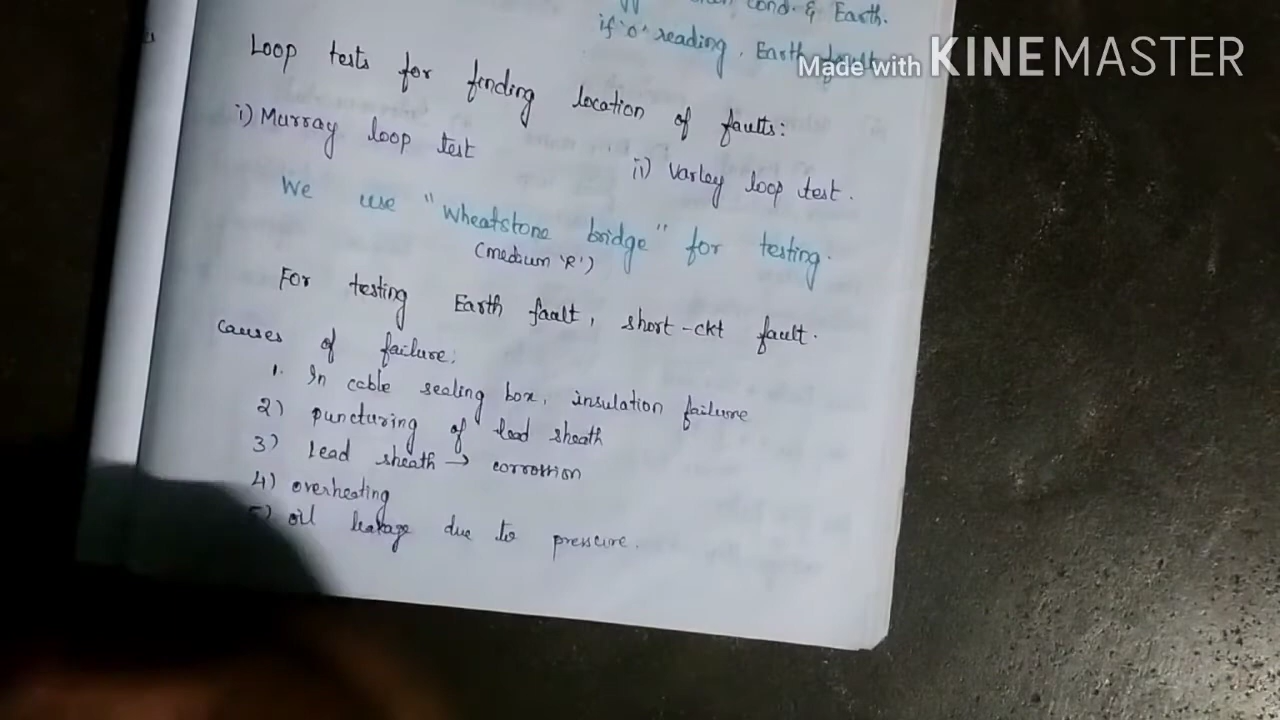 cond. & Earth.
if 'o' reading, Earth
Made with KINEMASTER
Loop tests for finding location of faults:
i) Murray loop test ii) Varley loop test.
We use "Wheatstone bridge" for testing.
(medium 'R')
For testing Earth fault, short-ckt fault.
causes of failure:
1. In cable sealing box, insulation failure
2) puncturing of lead sheath
3) Lead sheath → corrossion
4) overheating
5) oil leakage due to pressure.